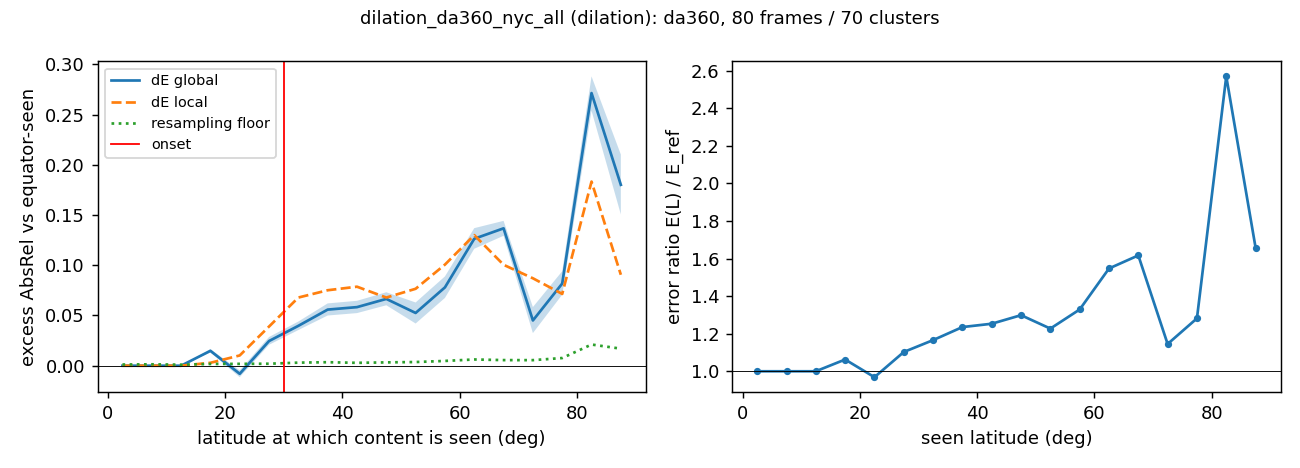 dilation_da360_nyc_all (dilation): da360, 80 frames / 70 clusters
excess AbsRel vs equator-seen
0.30
0.25
0.20
0.15
0.10
0.05
0.00
dE global
dE local
resampling floor
onset
0
20
40
60
80
latitude at which content is seen (deg)
error ratio E(L) / E_ref
2.6
2.4
2.2
2.0
1.8
1.6
1.4
1.2
1.0
0
20
40
60
80
seen latitude (deg)